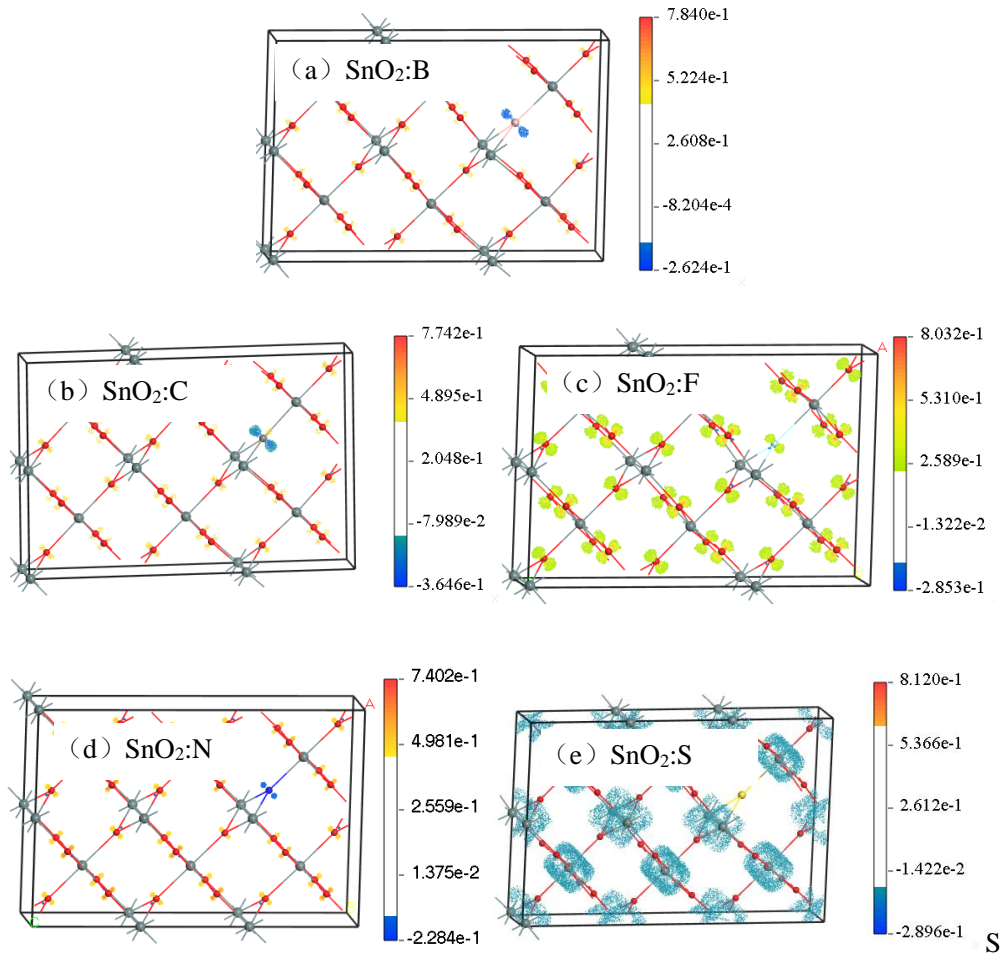 (a) SnO₂:B
7.840e-1
5.224e-1
2.608e-1
-8.204e-4
-2.624e-1
(b) SnO₂:C
7.742e-1
4.895e-1
2.048e-1
-7.989e-2
-3.646e-1
(c) SnO₂:F
A
8.032e-1
5.310e-1
2.589e-1
-1.322e-2
-2.853e-1
(d) SnO₂:N
A
7.402e-1
4.981e-1
2.559e-1
1.375e-2
-2.284e-1
(e) SnO₂:S
8.120e-1
5.366e-1
2.612e-1
-1.422e-2
-2.896e-1
S